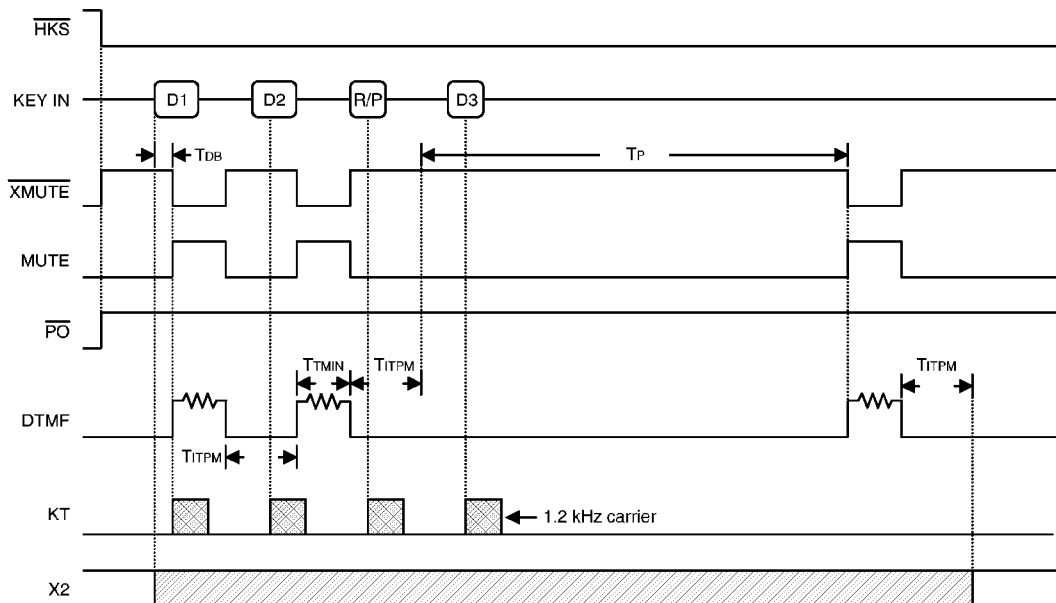 HKS
KEY IN
D1
D2
R/P
D3
TDB
TP
XMUTE
MUTE
PO
TTMIN
TITPM
TITPM
DTMF
TITPM
KT
1.2 kHz carrier
X2